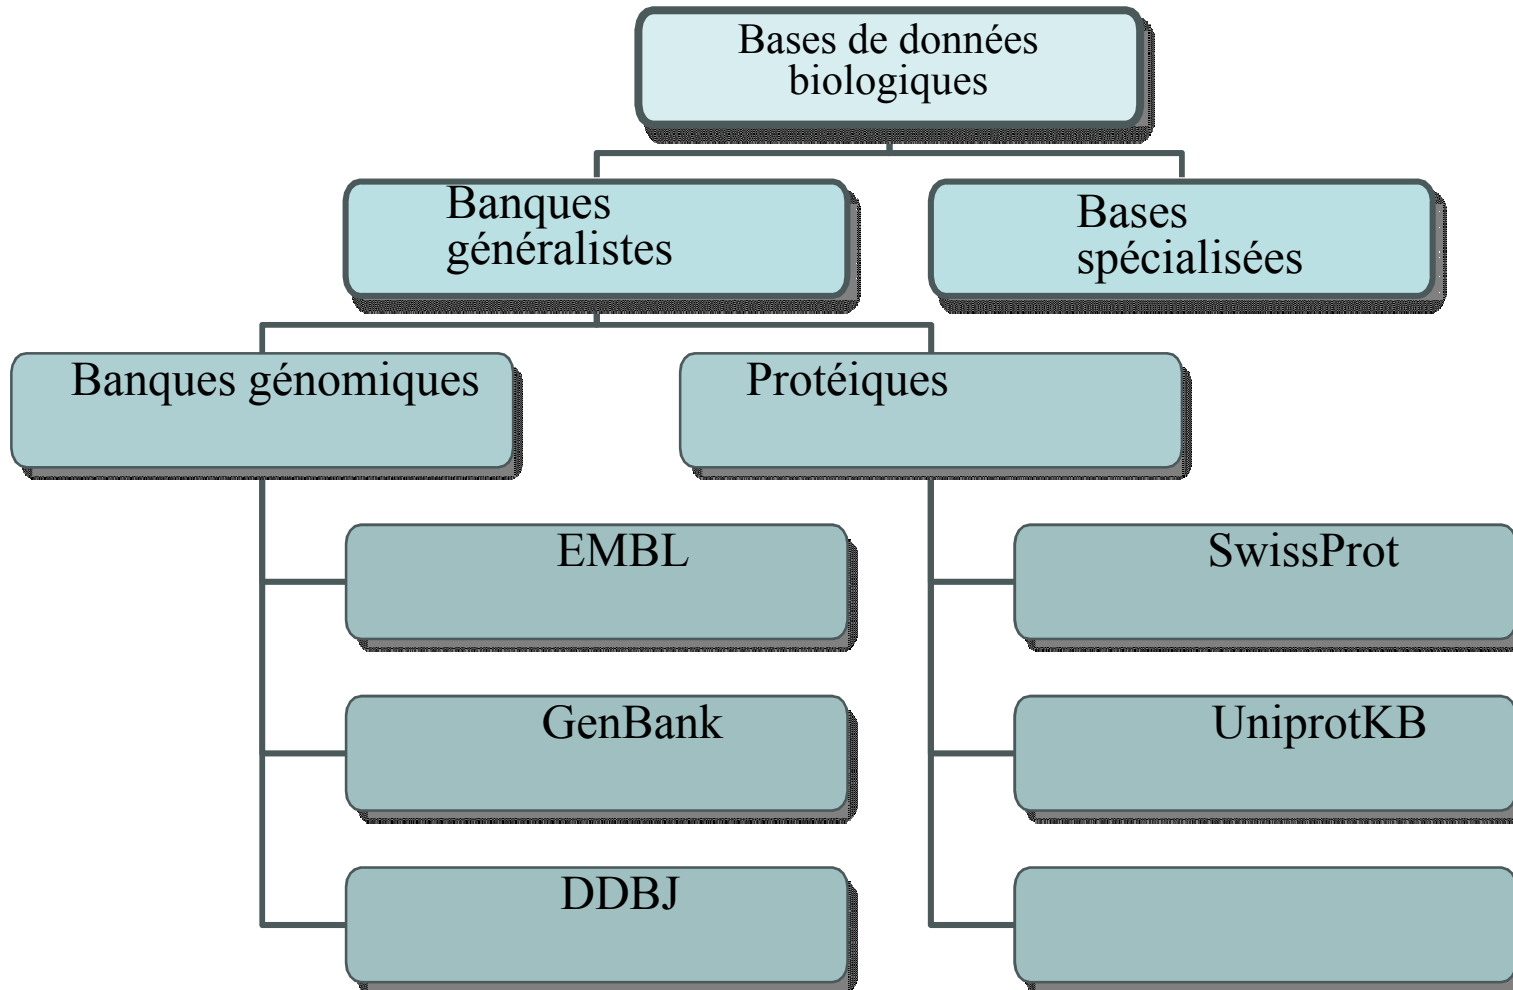 Bases de données
biologiques
Banques
généralistes
Bases
spécialisées
Banques génomiques
Protéiques
EMBL
SwissProt
GenBank
UniprotKB
DDBJ